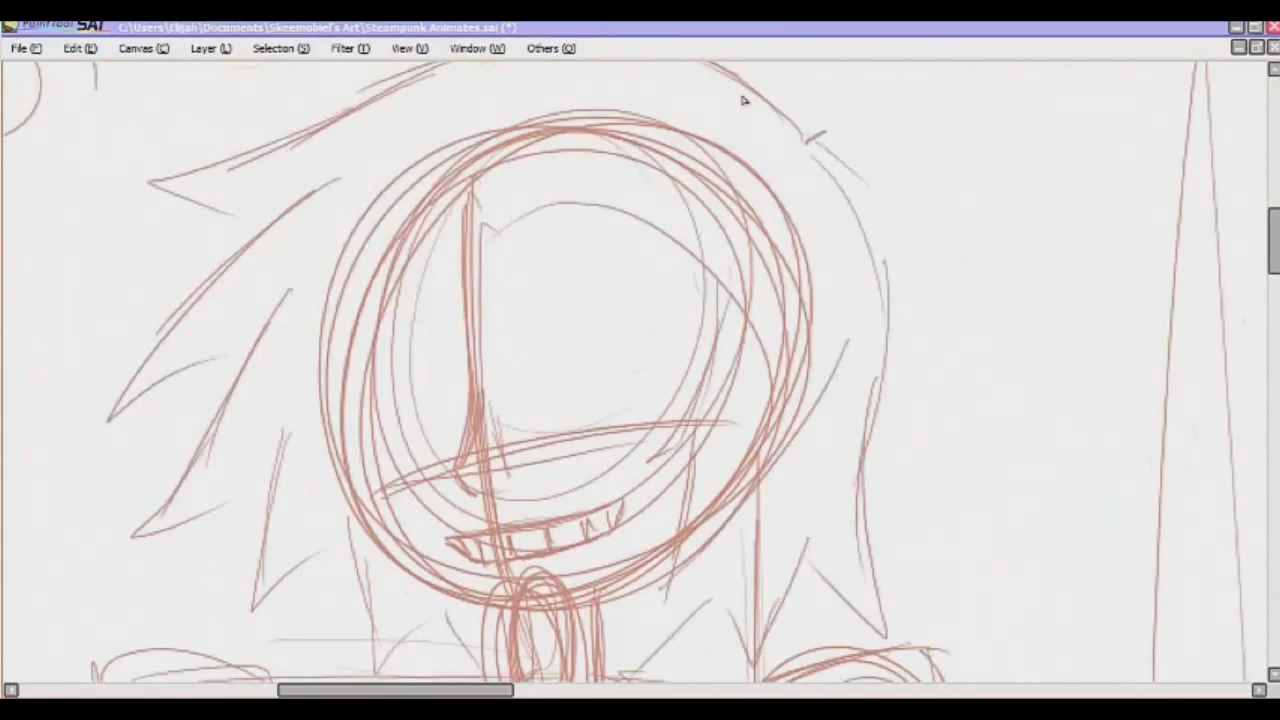 PaintTool SAI C:\Users\Elijah\Documents\Skeemobiel's Art\Steampunk Animates.sai (*)
File (F) Edit (E) Canvas (C) Layer (L) Selection (S) Filter (T) View (V) Window (W) Others (O)